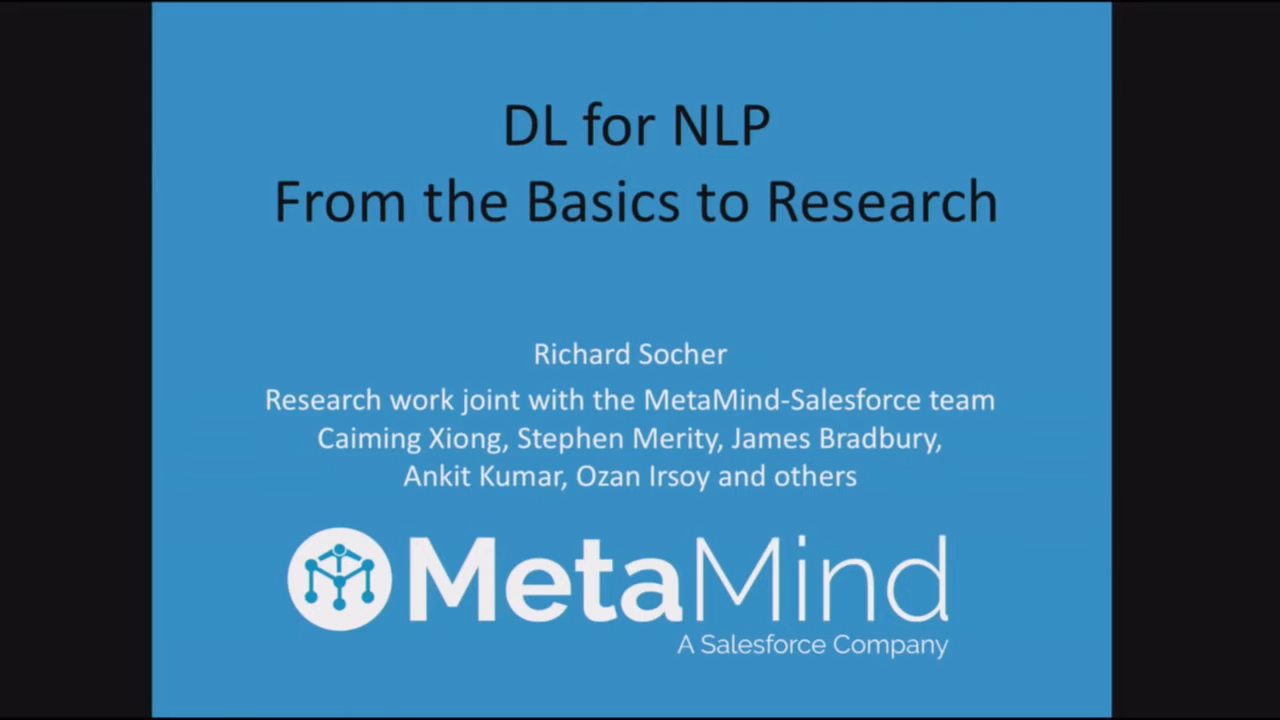 DL for NLP
From the Basics to Research
Richard Socher
Research work joint with the MetaMind-Salesforce team
Caiming Xiong, Stephen Merity, James Bradbury,
Ankit Kumar, Ozan Irsoy and others
MetaMind
A Salesforce Company